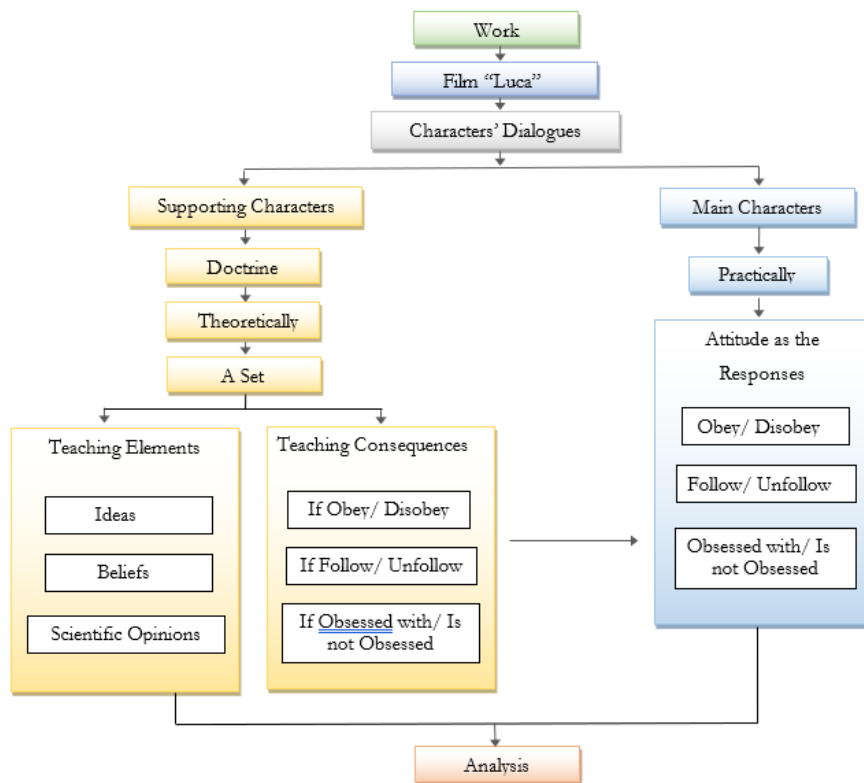 Work
Film “Luca”
Characters’ Dialogues
Supporting Characters
Main Characters
Doctrine
Practically
Theoretically
A Set
Attitude as the
Responses
Obey/ Disobey
Follow/ Unfollow
Obsessed with/ Is
not Obsessed
Teaching Elements
Ideas
Beliefs
Scientific Opinions
Teaching Consequences
If Obey/ Disobey
If Follow/ Unfollow
If Obsessed with/ Is
not Obsessed
Analysis